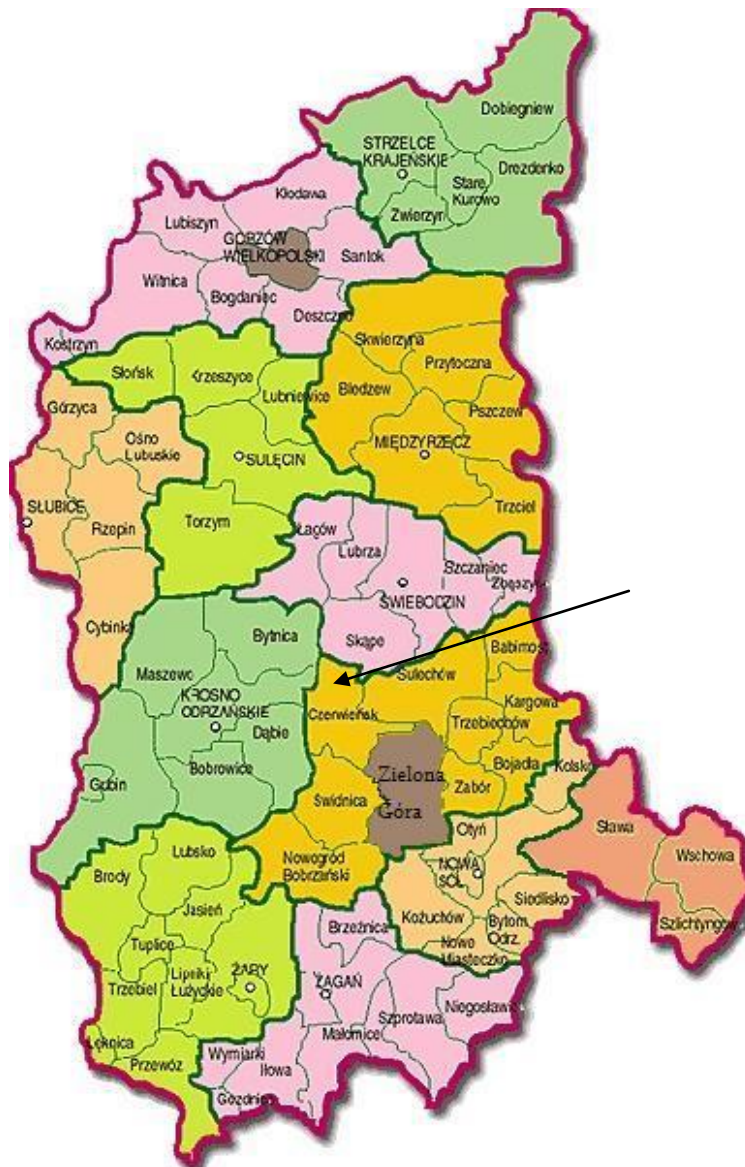 Dobiegniew
STRZELCE
KRAJEŃSKIE
Drezdenko
Stare
Kurowo
Zwierzyn
Kłodawa
Lubiszyn
GORZÓW
WIELKOPOLSKI
Santok
Witnica
Bogdaniec
Deszczno
Kostrzyn
Skwierzyna
Przytoczna
Słońsk
Krzeszyce
Bledzew
Lubniewice
Pszczew
Górzyca
Ośno
Lubuskie
MIĘDZYRZECZ
SULĘCIN
Trzciel
SŁUBICE
Rzepin
Torzym
Łagów
Lubrza
Szczaniec
Zbąszyń
ŚWIEBODZIN
Cybinka
Bytnica
Skąpe
Babimost
Maszewo
Sulechów
KROSNO
ODRZAŃSKIE
Kargowa
Czerwieńsk
Trzebiechów
Dąbie
Bojadła
Kolsko
Gubin
Bobrowice
Zielona
Góra
Zabór
Świdnica
Otyń
Sława
Lubsko
Nowogród
Bobrzański
NOWA
SÓL
Wschowa
Brody
Siedlisko
Jasień
Kożuchów
Bytom
Odrz.
Szlichtyngow
Brzeźnica
Tuplice
Nowe
Miasteczko
Lipniki
Łużyckie
ŻARY
Trzebiel
ŻAGAŃ
Niegosławic
Szprotawa
Małomice
Łęknica
Przewóz
Wymiarki
Iłowa
Gozdnica